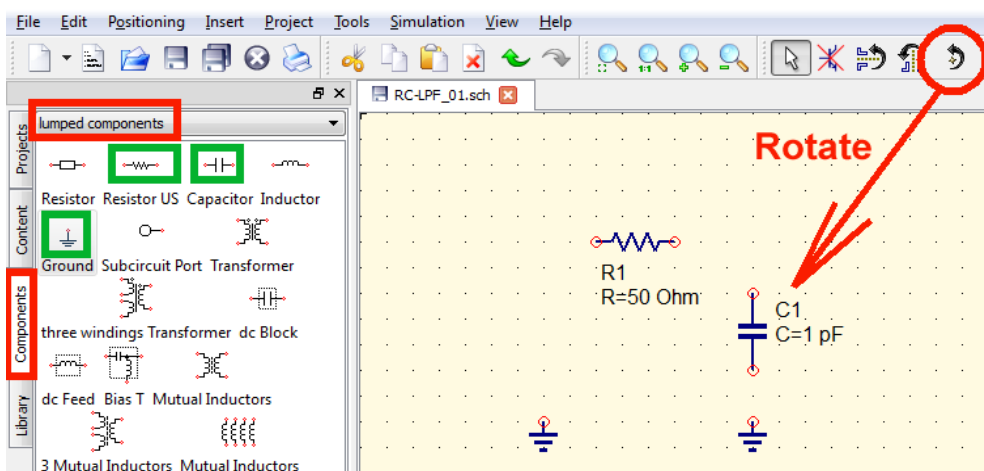 File Edit Positioning Insert Project Tools Simulation View Help
1:1
RC-LPF_01.sch
lumped components
Projects
Content
Components
Library
Resistor Resistor US Capacitor Inductor
Ground Subcircuit Port Transformer
three windings Transformer dc Block
dc Feed Bias T Mutual Inductors
3 Mutual Inductors Mutual Inductors
Rotate
R1
R=50 Ohm
C1
C=1 pF